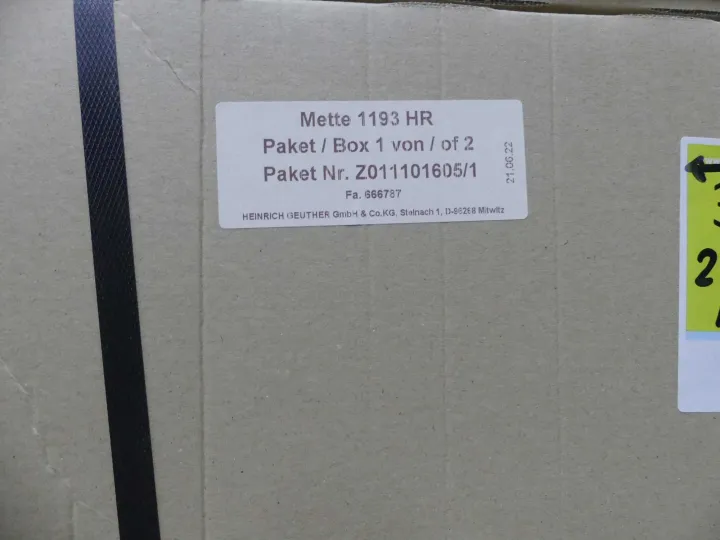 Mette 1193 HR
Paket / Box 1 von / of 2
Paket Nr. Z011101605/1
Fa. 666787
HEINRICH GEUTHER GmbH & Co.KG. Steinach 1, D-96268 Mitwitz
21.06.22
2